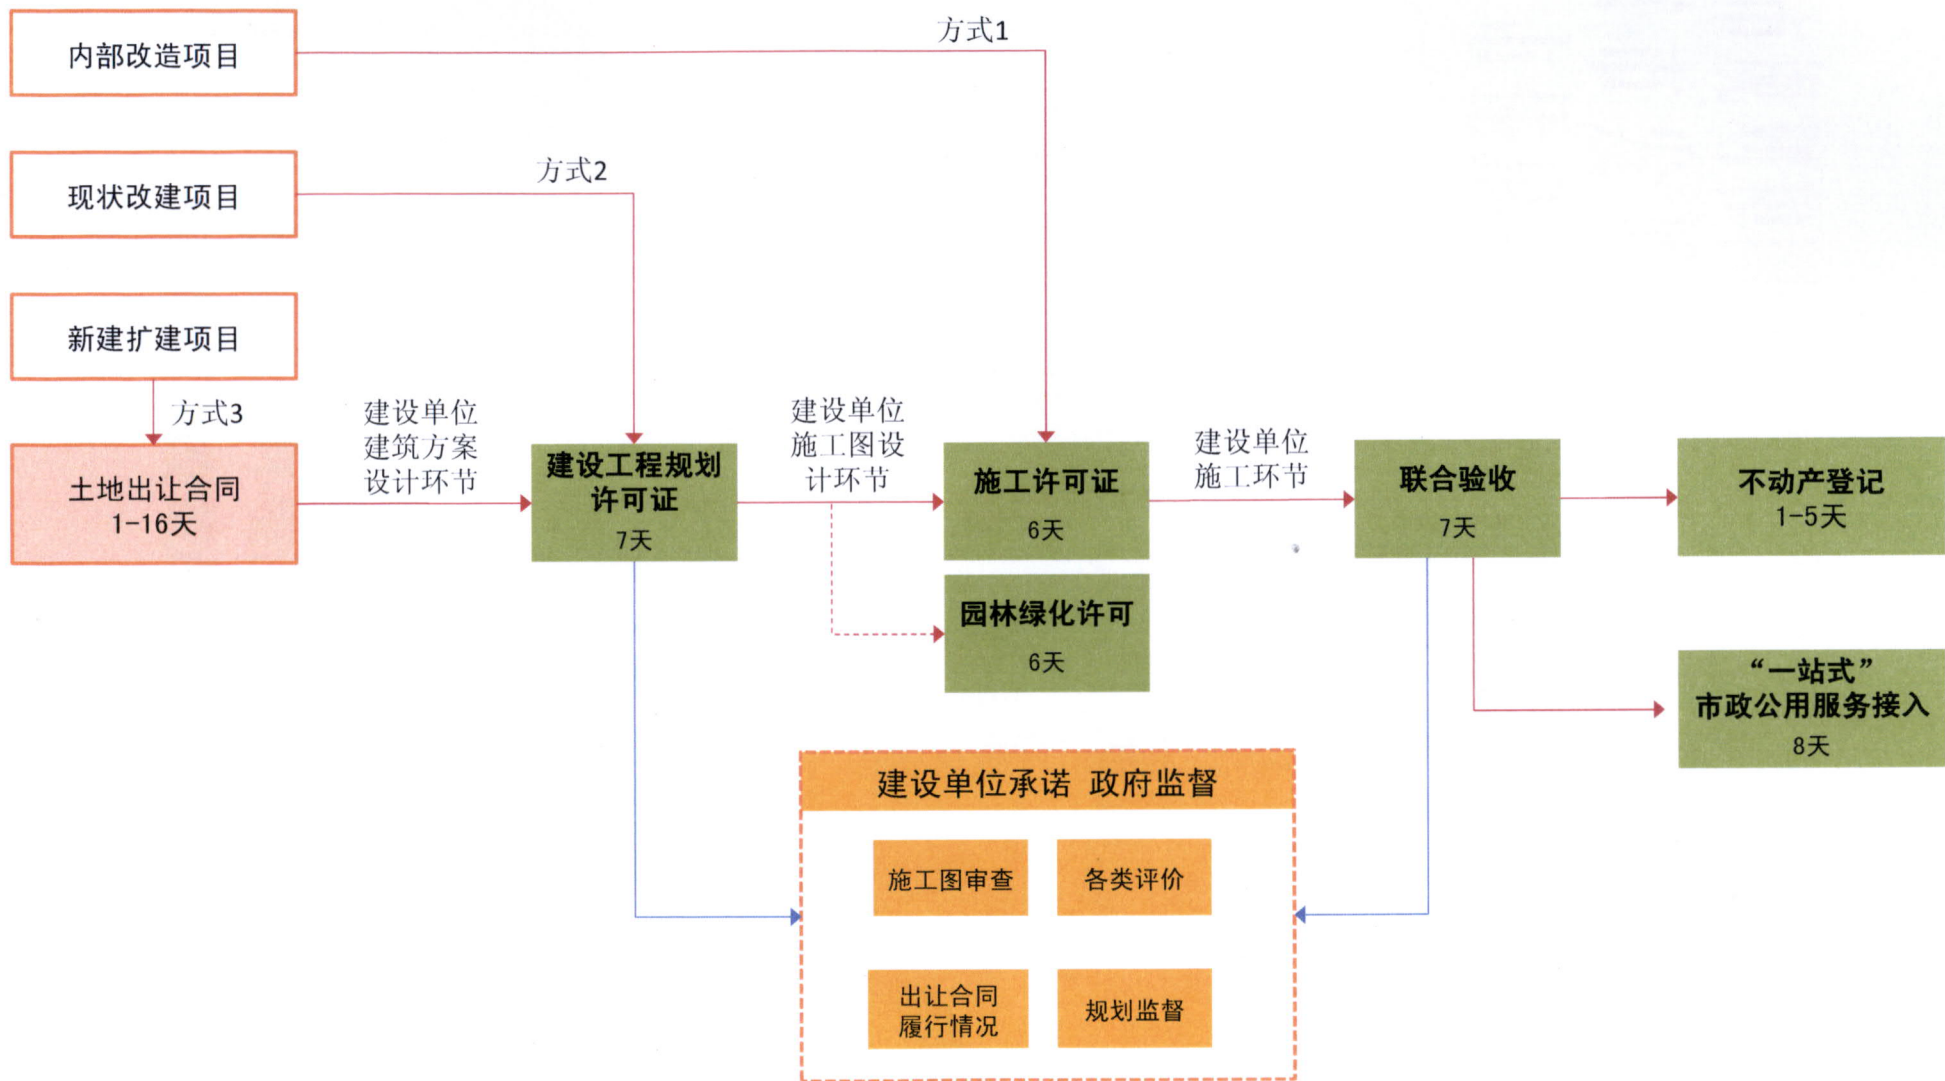 方式1
内部改造项目
方式2
现状改建项目
新建扩建项目
方式3
建设单位
建筑方案
设计环节
建设单位
施工图设
计环节
建设单位
施工环节
土地出让合同
1-16天
建设工程规划
许可证
7天
施工许可证
6天
联合验收
7天
不动产登记
1-5天
园林绿化许可
6天
“一站式”
市政公用服务接入
8天
建设单位承诺 政府监督
施工图审查
各类评价
出让合同
履行情况
规划监督